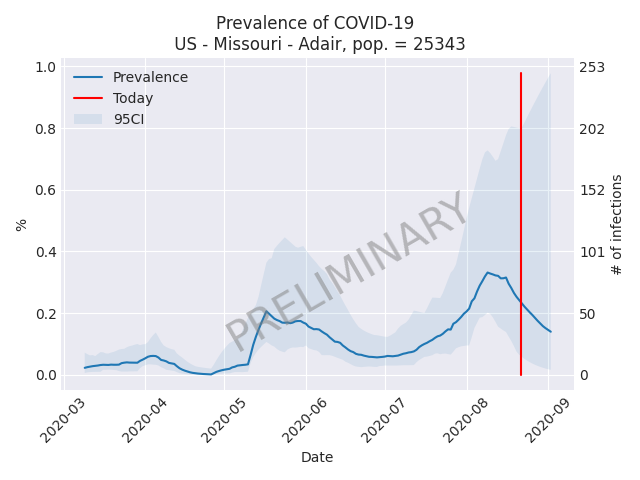 Prevalence of COVID-19
US - Missouri - Adair, pop. = 25343
1.0
0.8
0.6
0.4
0.2
0.0
%
Prevalence
Today
95CI
PRELIMINARY
253
202
152
101
50
0
# of infections
2020-03
2020-04
2020-05
2020-06
2020-07
2020-08
2020-09
Date